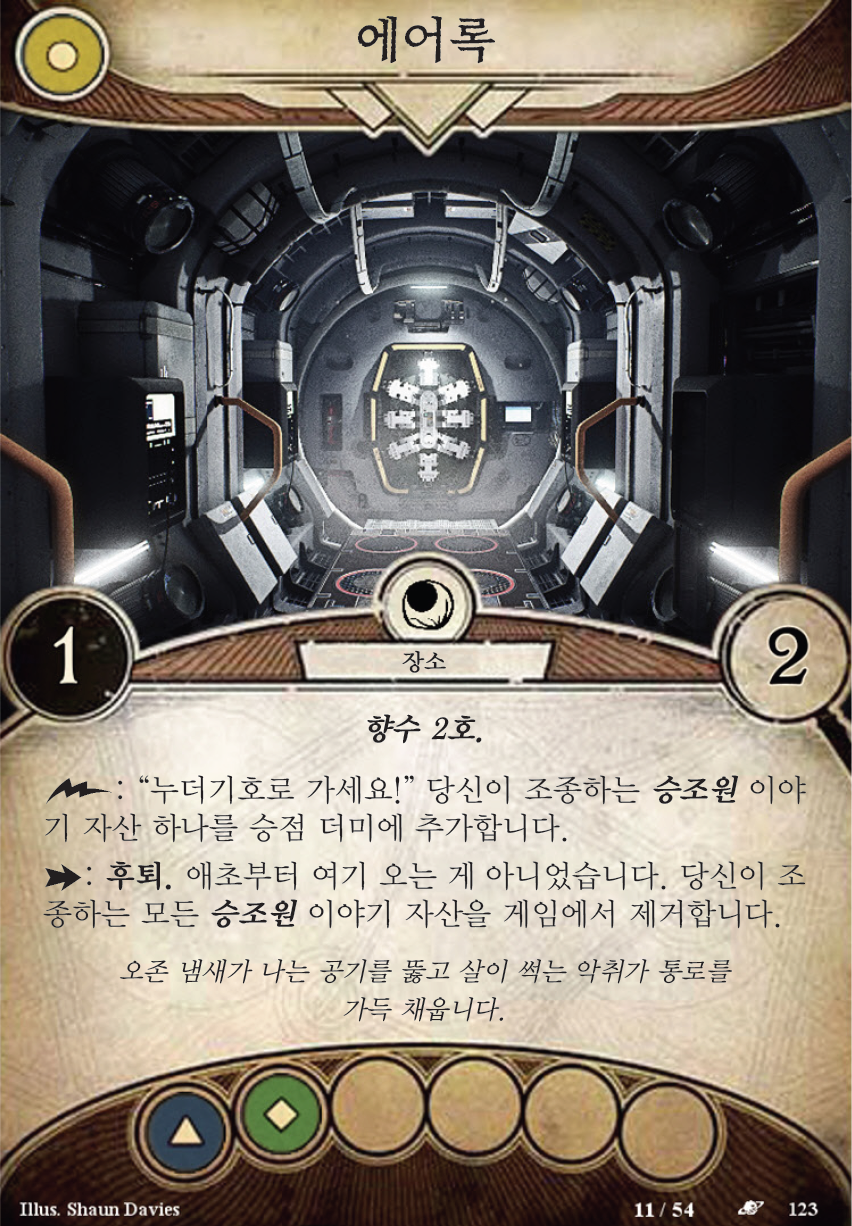 에어록
1
2
장소
향수 2호.
: “누더기호로 가세요!” 당신이 조종하는 승조원 이야
기 자산 하나를 승점 더미에 추가합니다.
: 후퇴. 애초부터 여기 오는 게 아니었습니다. 당신이 조
종하는 모든 승조원 이야기 자산을 게임에서 제거합니다.
오존 냄새가 나는 공기를 뚫고 살이 썩는 악취가 통로를
가득 채웁니다.
Illus. Shaun Davies
11 / 54
123